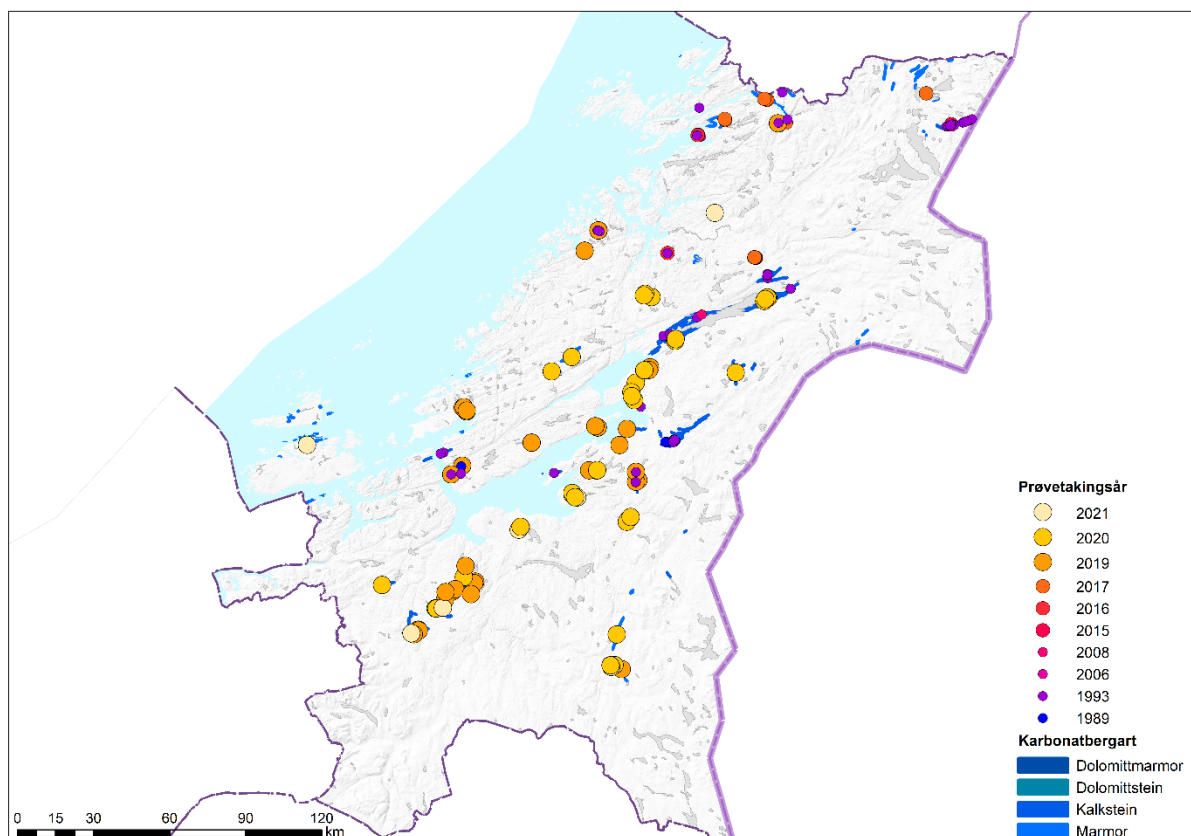 Prøvetakingsår
2021
2020
2019
2017
2016
2015
2008
2006
1993
1989
Karbonatbergart
Dolomittmarmor
Dolomittstein
Kalkstein
Marmor
0 15 30 60 90 120
km